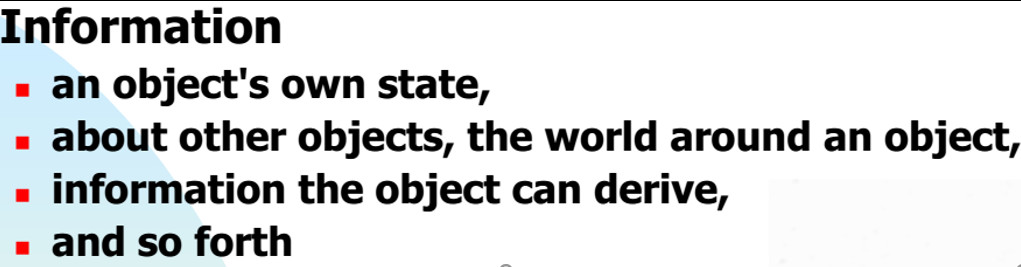 Information
an object's own state,
about other objects, the world around an object,
information the object can derive,
and so forth